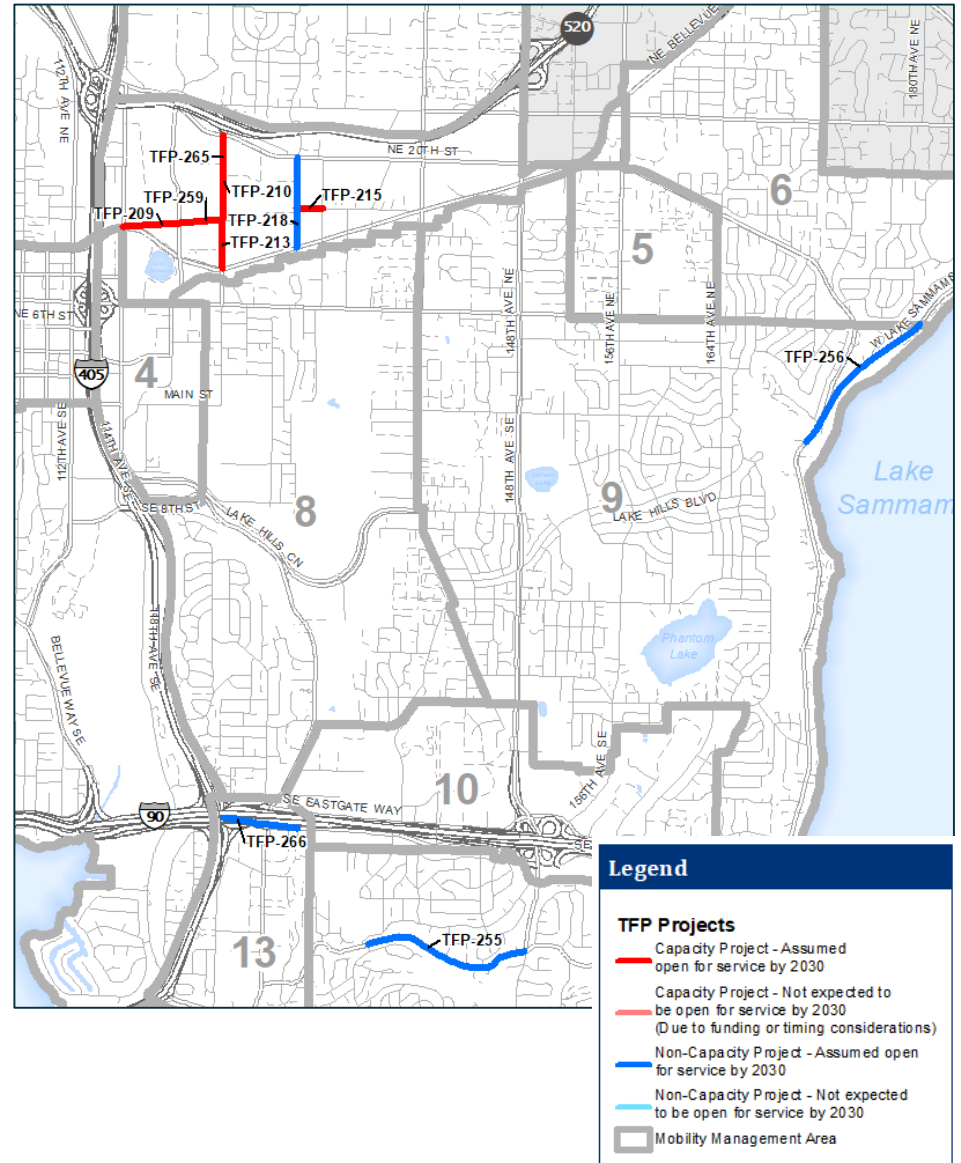 520
NE BELLEVUE
112TH AVE NE
180TH AVE NE
NE 20TH ST
TFP-265
TFP-210
TFP-215
TFP-259
TFP-209
TFP-218
TFP-213
6
5
148TH AVE NE
156TH AVE NE
164TH AVE NE
W LAKE SAMMAM
NE 6TH ST
TFP-256
405
4
MAIN ST
112TH AVE SE
114TH AVE SE
148TH AVE SE
Lake
Sammam
SE 8TH ST
8
LAKE HILLS CN
9
LAKE HILLS BLVD
118TH AVE SE
BELLEVUE WAY SE
Phantom
Lake
10
156TH AVE SE
SE EASTGATE WAY
90
TFP-266
SE
13
TFP-255
Legend
TFP Projects
Capacity Project - Assumed
open for service by 2030
Capacity Project - Not expected to
be open for service by 2030
(Due to funding or timing considerations)
Non-Capacity Project - Assumed open
for service by 2030
Non-Capacity Project - Not expected
to be open for service by 2030
Mobility Management Area